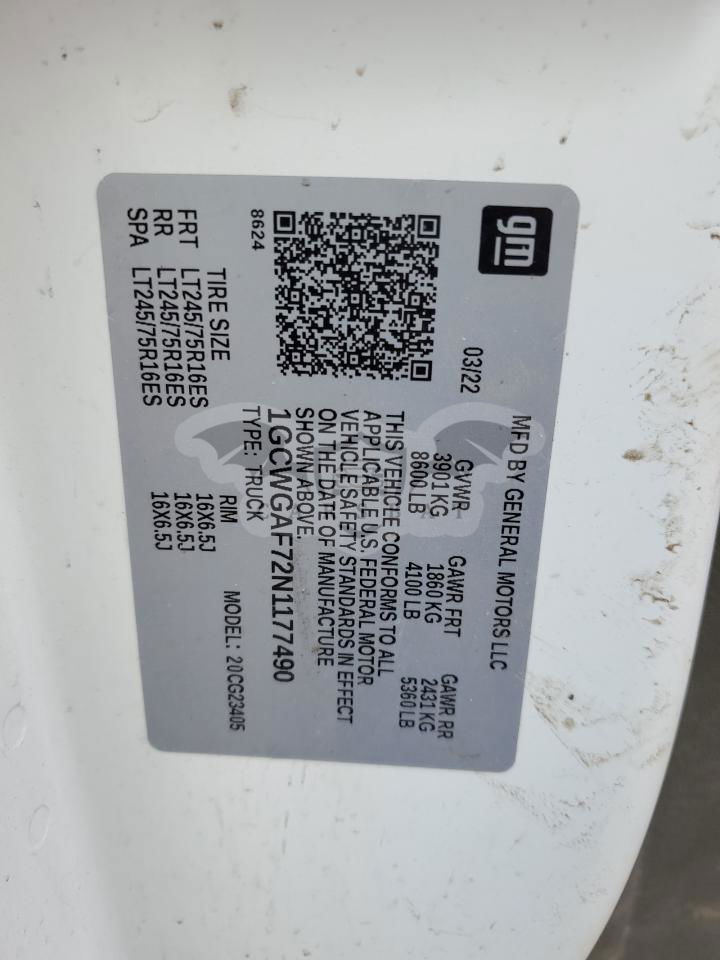 gm
MFD BY GENERAL MOTORS LLC
03/22
GVWR GAWR FRT GAWR RR
3901 KG 1860 KG 2431 KG
8600 LB 4100 LB 5360 LB
THIS VEHICLE CONFORMS TO ALL
APPLICABLE U.S. FEDERAL MOTOR
VEHICLE SAFETY STANDARDS IN EFFECT
ON THE DATE OF MANUFACTURE
SHOWN ABOVE.
1GCWGAF72N1177490
TYPE: TRUCK MODEL: 20CG23405
8624
TIRE SIZE RIM
FRT LT245/75R16ES 16X6.5J
RR LT245/75R16ES 16X6.5J
SPA LT245/75R16ES 16X6.5J